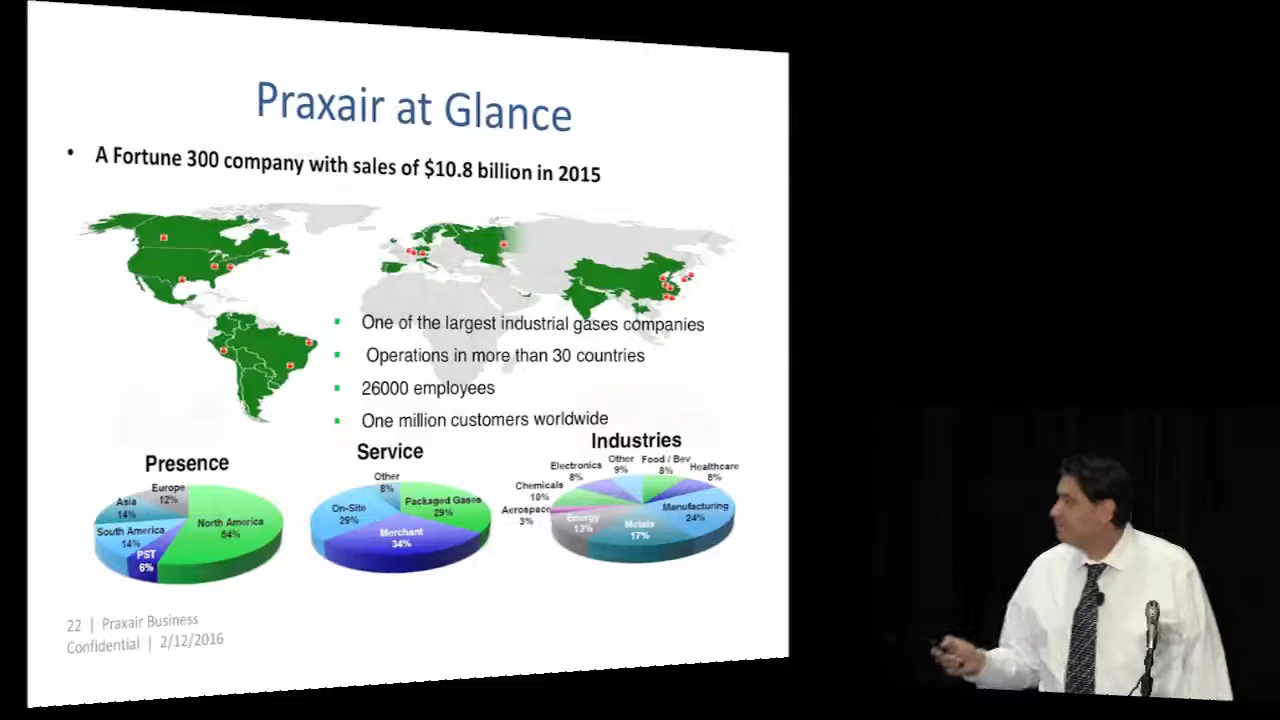 Praxair at Glance
• A Fortune 300 company with sales of $10.8 billion in 2015
One of the largest industrial gases companies
Operations in more than 30 countries
26000 employees
One million customers worldwide
Presence
Europe
12%
Asia
14%
South America
14%
PST
6%
North America
54%
Service
Other
8%
On-Site
29%
Packaged Gases
29%
Merchant
34%
Industries
Other
9%
Food / Bev
8%
Healthcare
8%
Electronics
8%
Chemicals
10%
Aerospace
3%
Energy
13%
Metals
17%
Manufacturing
24%
22 | Praxair Business
Confidential | 2/12/2016